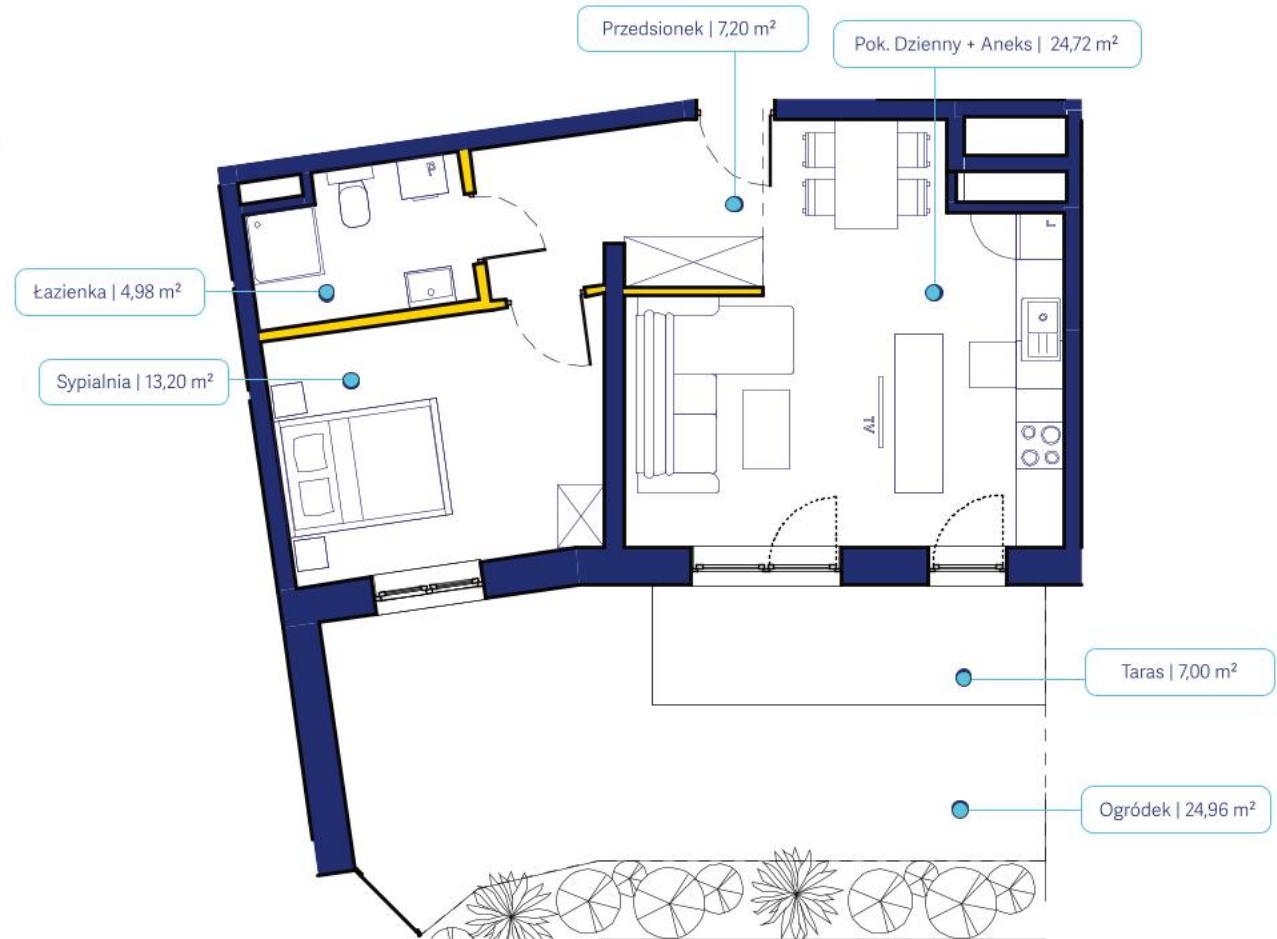 Przedsionek | 7,20 m²
Pok. Dzienny + Aneks | 24,72 m²
Łazienka | 4,98 m²
Sypialnia | 13,20 m²
TV
L
Taras | 7,00 m²
Ogródek | 24,96 m²